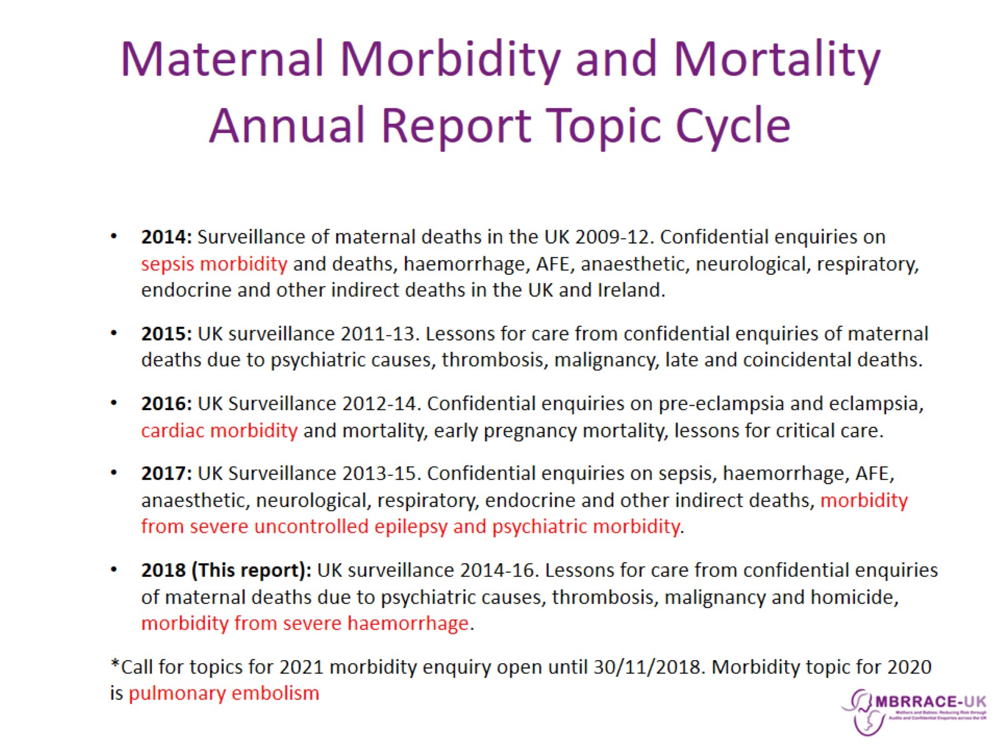 Maternal Morbidity and Mortality
Annual Report Topic Cycle
• 2014: Surveillance of maternal deaths in the UK 2009-12. Confidential enquiries on
sepsis morbidity and deaths, haemorrhage, AFE, anaesthetic, neurological, respiratory,
endocrine and other indirect deaths in the UK and Ireland.
• 2015: UK surveillance 2011-13. Lessons for care from confidential enquiries of maternal
deaths due to psychiatric causes, thrombosis, malignancy, late and coincidental deaths.
• 2016: UK Surveillance 2012-14. Confidential enquiries on pre-eclampsia and eclampsia,
cardiac morbidity and mortality, early pregnancy mortality, lessons for critical care.
• 2017: UK Surveillance 2013-15. Confidential enquiries on sepsis, haemorrhage, AFE,
anaesthetic, neurological, respiratory, endocrine and other indirect deaths, morbidity
from severe uncontrolled epilepsy and psychiatric morbidity.
• 2018 (This report): UK surveillance 2014-16. Lessons for care from confidential enquiries
of maternal deaths due to psychiatric causes, thrombosis, malignancy and homicide,
morbidity from severe haemorrhage.
*Call for topics for 2021 morbidity enquiry open until 30/11/2018. Morbidity topic for 2020
is pulmonary embolism
MBRRACE-UK
Mothers and Babies: Reducing Risk through
Audits and Confidential Enquiries across the UK